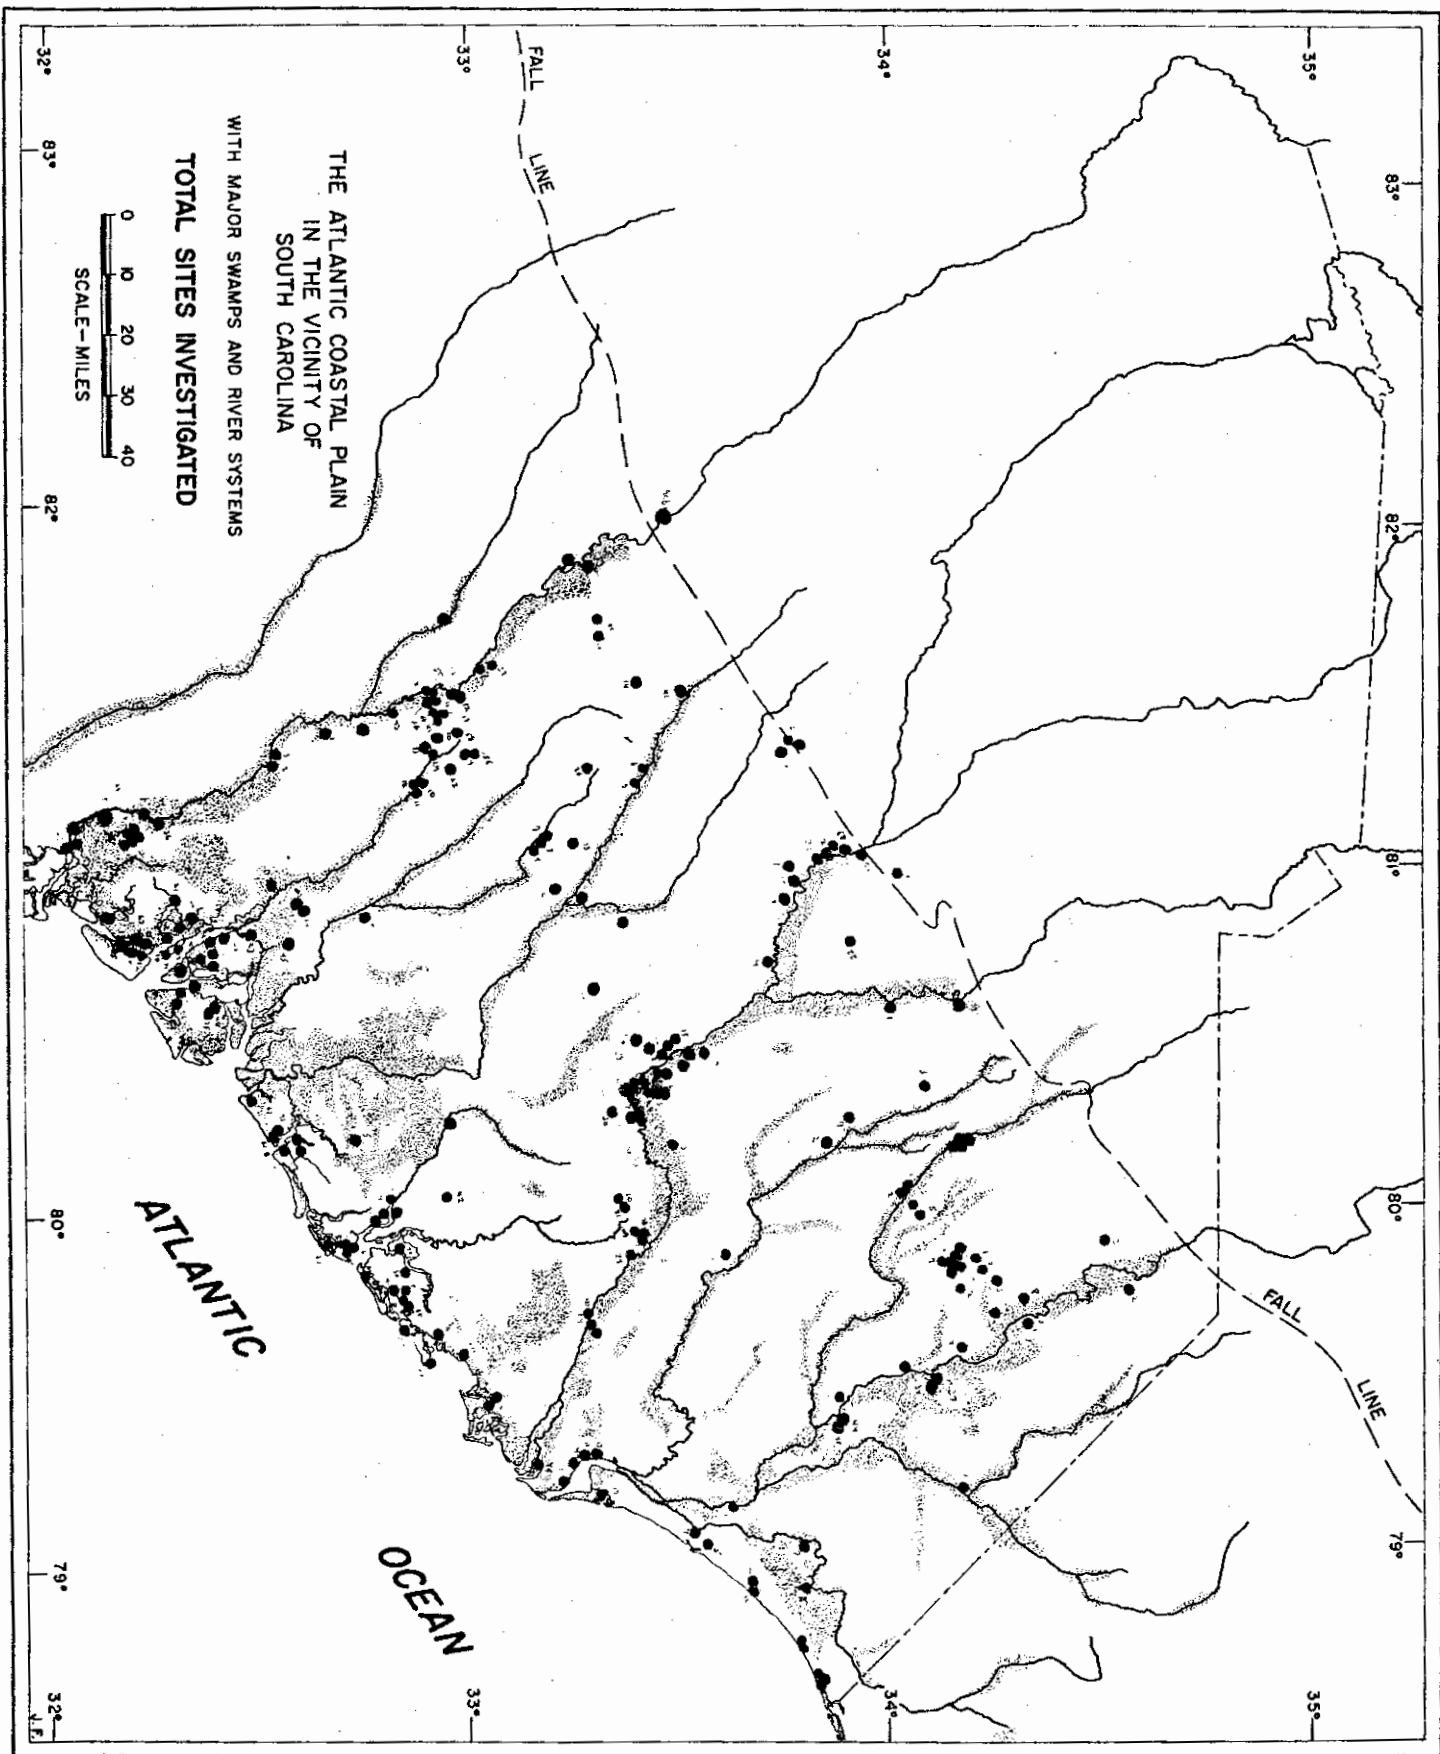 THE ATLANTIC COASTAL PLAIN
IN THE VICINITY OF
SOUTH CAROLINA
WITH MAJOR SWAMPS AND RIVER SYSTEMS
TOTAL SITES INVESTIGATED
0 10 20 30 40
SCALE—MILES
FALL
LINE
FALL
LINE
ATLANTIC
OCEAN
83°
82°
81°
80°
79°
35°
34°
33°
32°
83°
82°
80°
79°
35°
34°
33°
32°
J.F.